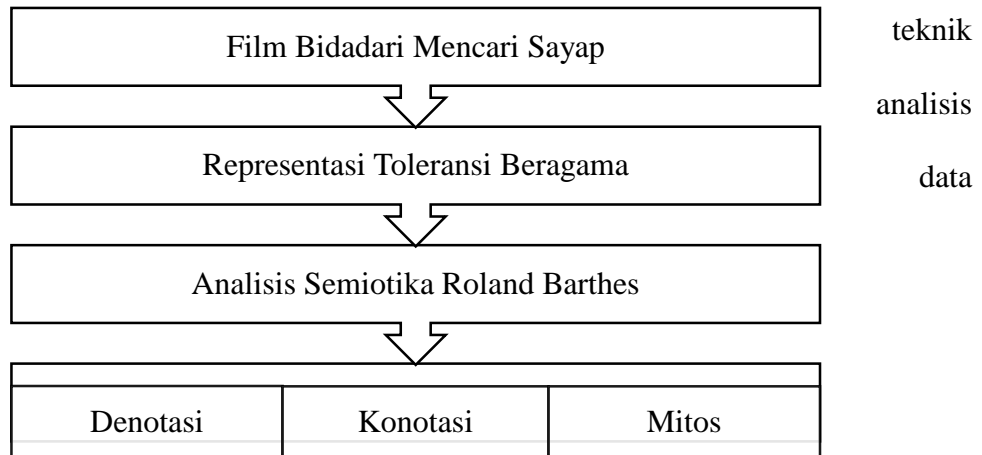 Film Bidadari Mencari Sayap
Representasi Toleransi Beragama
Analisis Semiotika Roland Barthes
Denotasi Konotasi Mitos
teknik
analisis
data